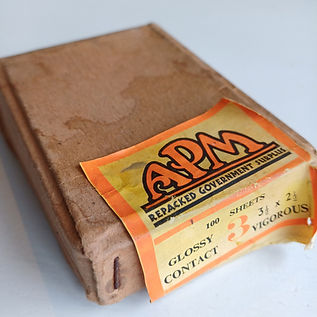 APM
REPACKED GOVERNMENT SURPLUS
100 SHEETS 3¼ x 2¼
GLOSSY 3 VIGOROUS
CONTACT